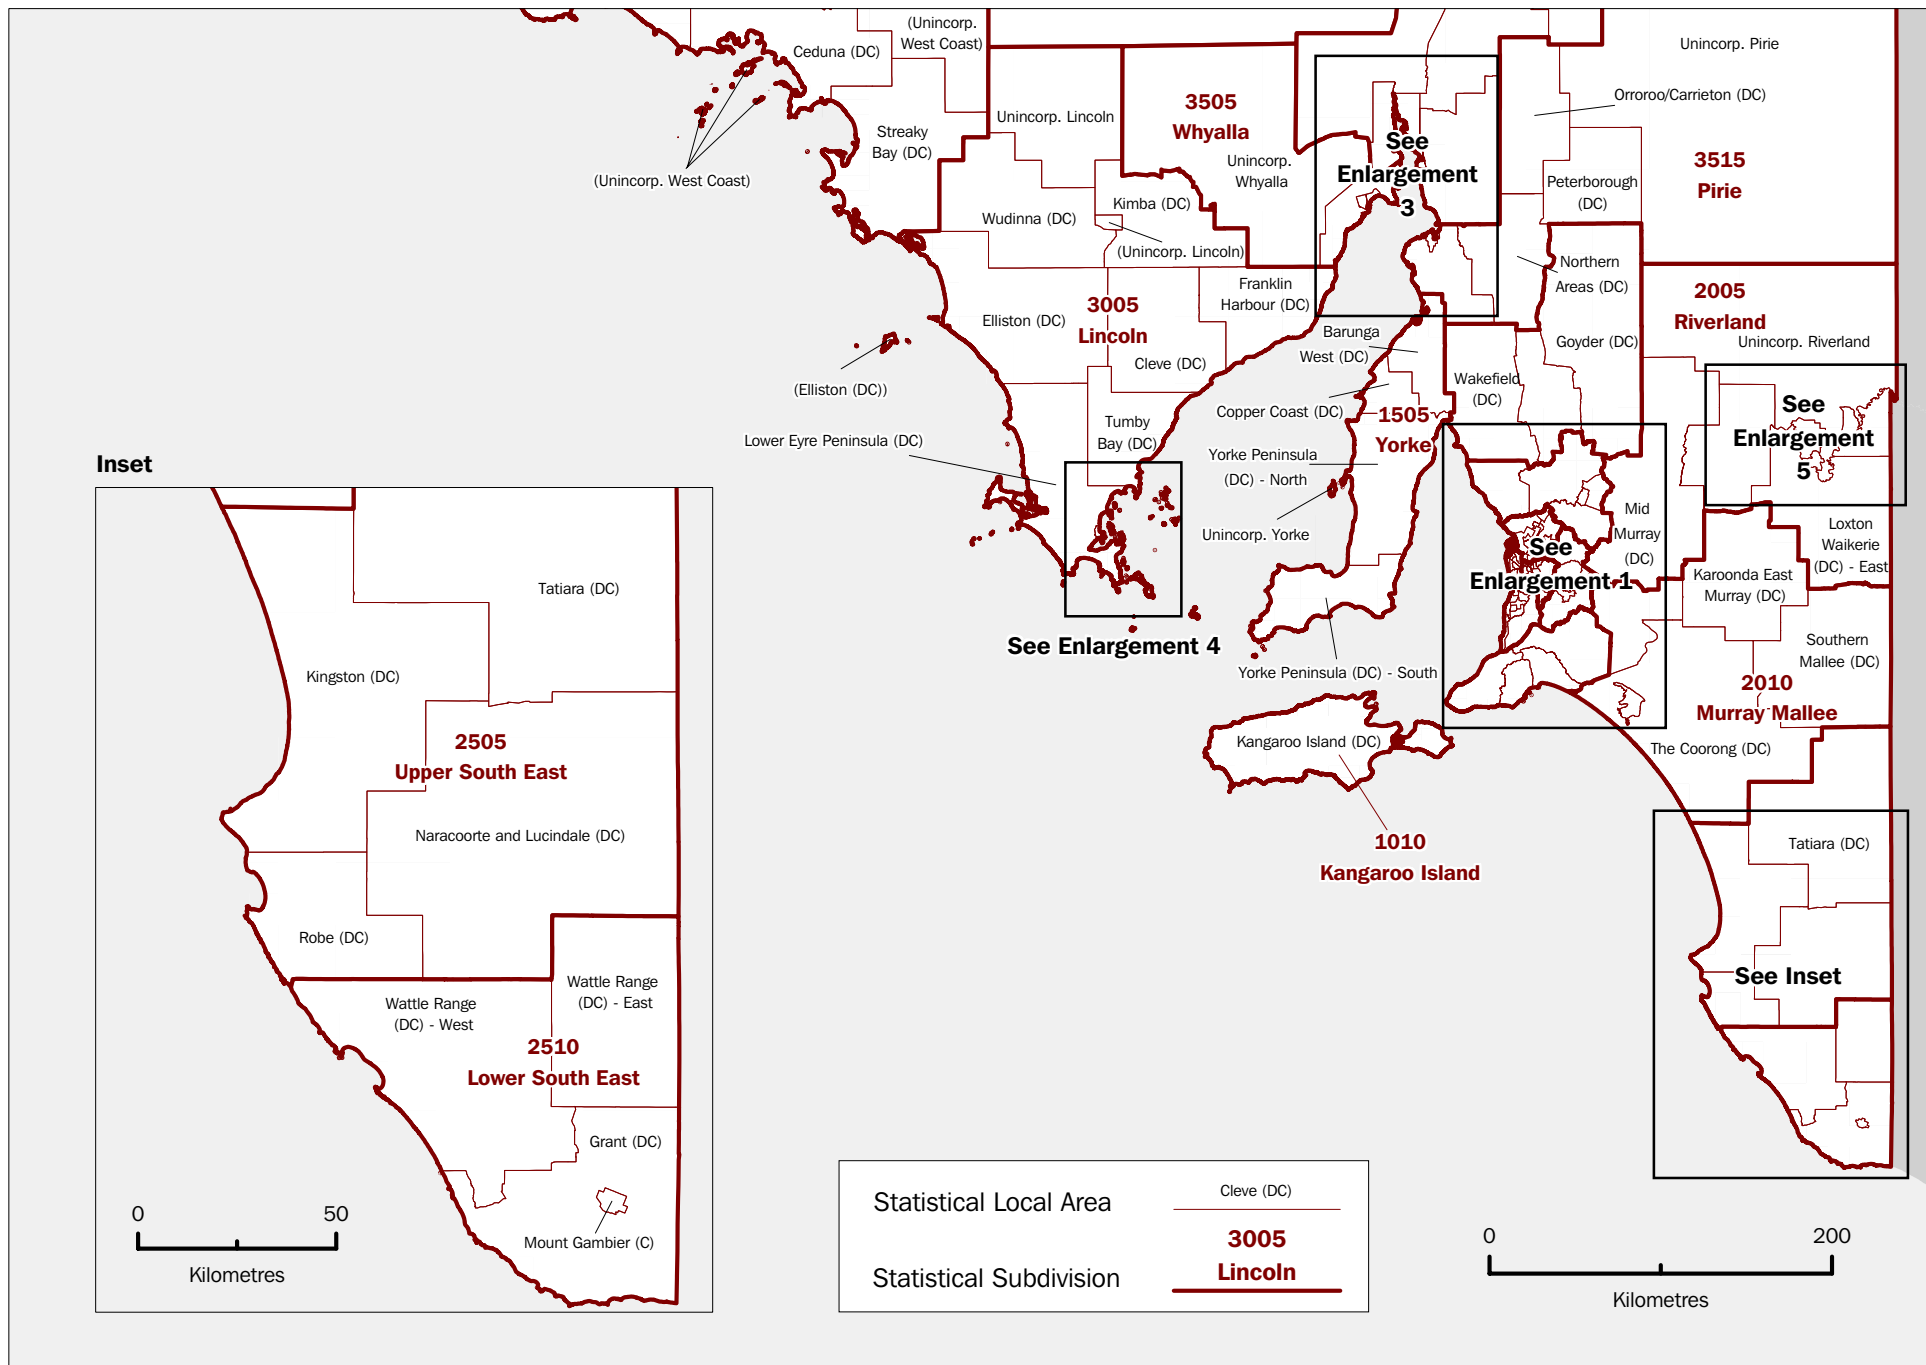 (Unincorp.
West Coast)
Ceduna (DC)
Unincorp. Pirie
Orroroo/Carrieton (DC)
3505
Whyalla
Unincorp. Lincoln
Streaky
Bay (DC)
See
Enlargement
3
Unincorp.
Whyalla
3515
Pirie
(Unincorp. West Coast)
Peterborough
(DC)
Kimba (DC)
Wudinna (DC)
(Unincorp. Lincoln)
Northern
Areas (DC)
Franklin
Harbour (DC)
2005
Riverland
3005
Lincoln
Elliston (DC)
Barunga
West (DC)
Goyder (DC)
Unincorp. Riverland
Cleve (DC)
(Elliston (DC))
Wakefield
(DC)
Copper Coast (DC)
1505
Yorke
See
Enlargement
5
Tumby
Bay (DC)
Lower Eyre Peninsula (DC)
Yorke Peninsula
(DC) - North
Inset
Mid
Murray
(DC)
Unincorp. Yorke
Loxton
Waikerie
(DC) - East
See
Enlargement 1
Karoonda East
Murray (DC)
See Enlargement 4
Southern
Mallee (DC)
Yorke Peninsula (DC) - South
2010
Murray Mallee
Kangaroo Island (DC)
The Coorong (DC)
1010
Kangaroo Island
Tatiara (DC)
See Inset
Tatiara (DC)
Kingston (DC)
2505
Upper South East
Naracoorte and Lucindale (DC)
Robe (DC)
Wattle Range
(DC) - East
Wattle Range
(DC) - West
2510
Lower South East
Grant (DC)
Mount Gambier (C)
0 50
Kilometres
Statistical Local Area
Cleve (DC)
Statistical Subdivision
3005
Lincoln
0 200
Kilometres